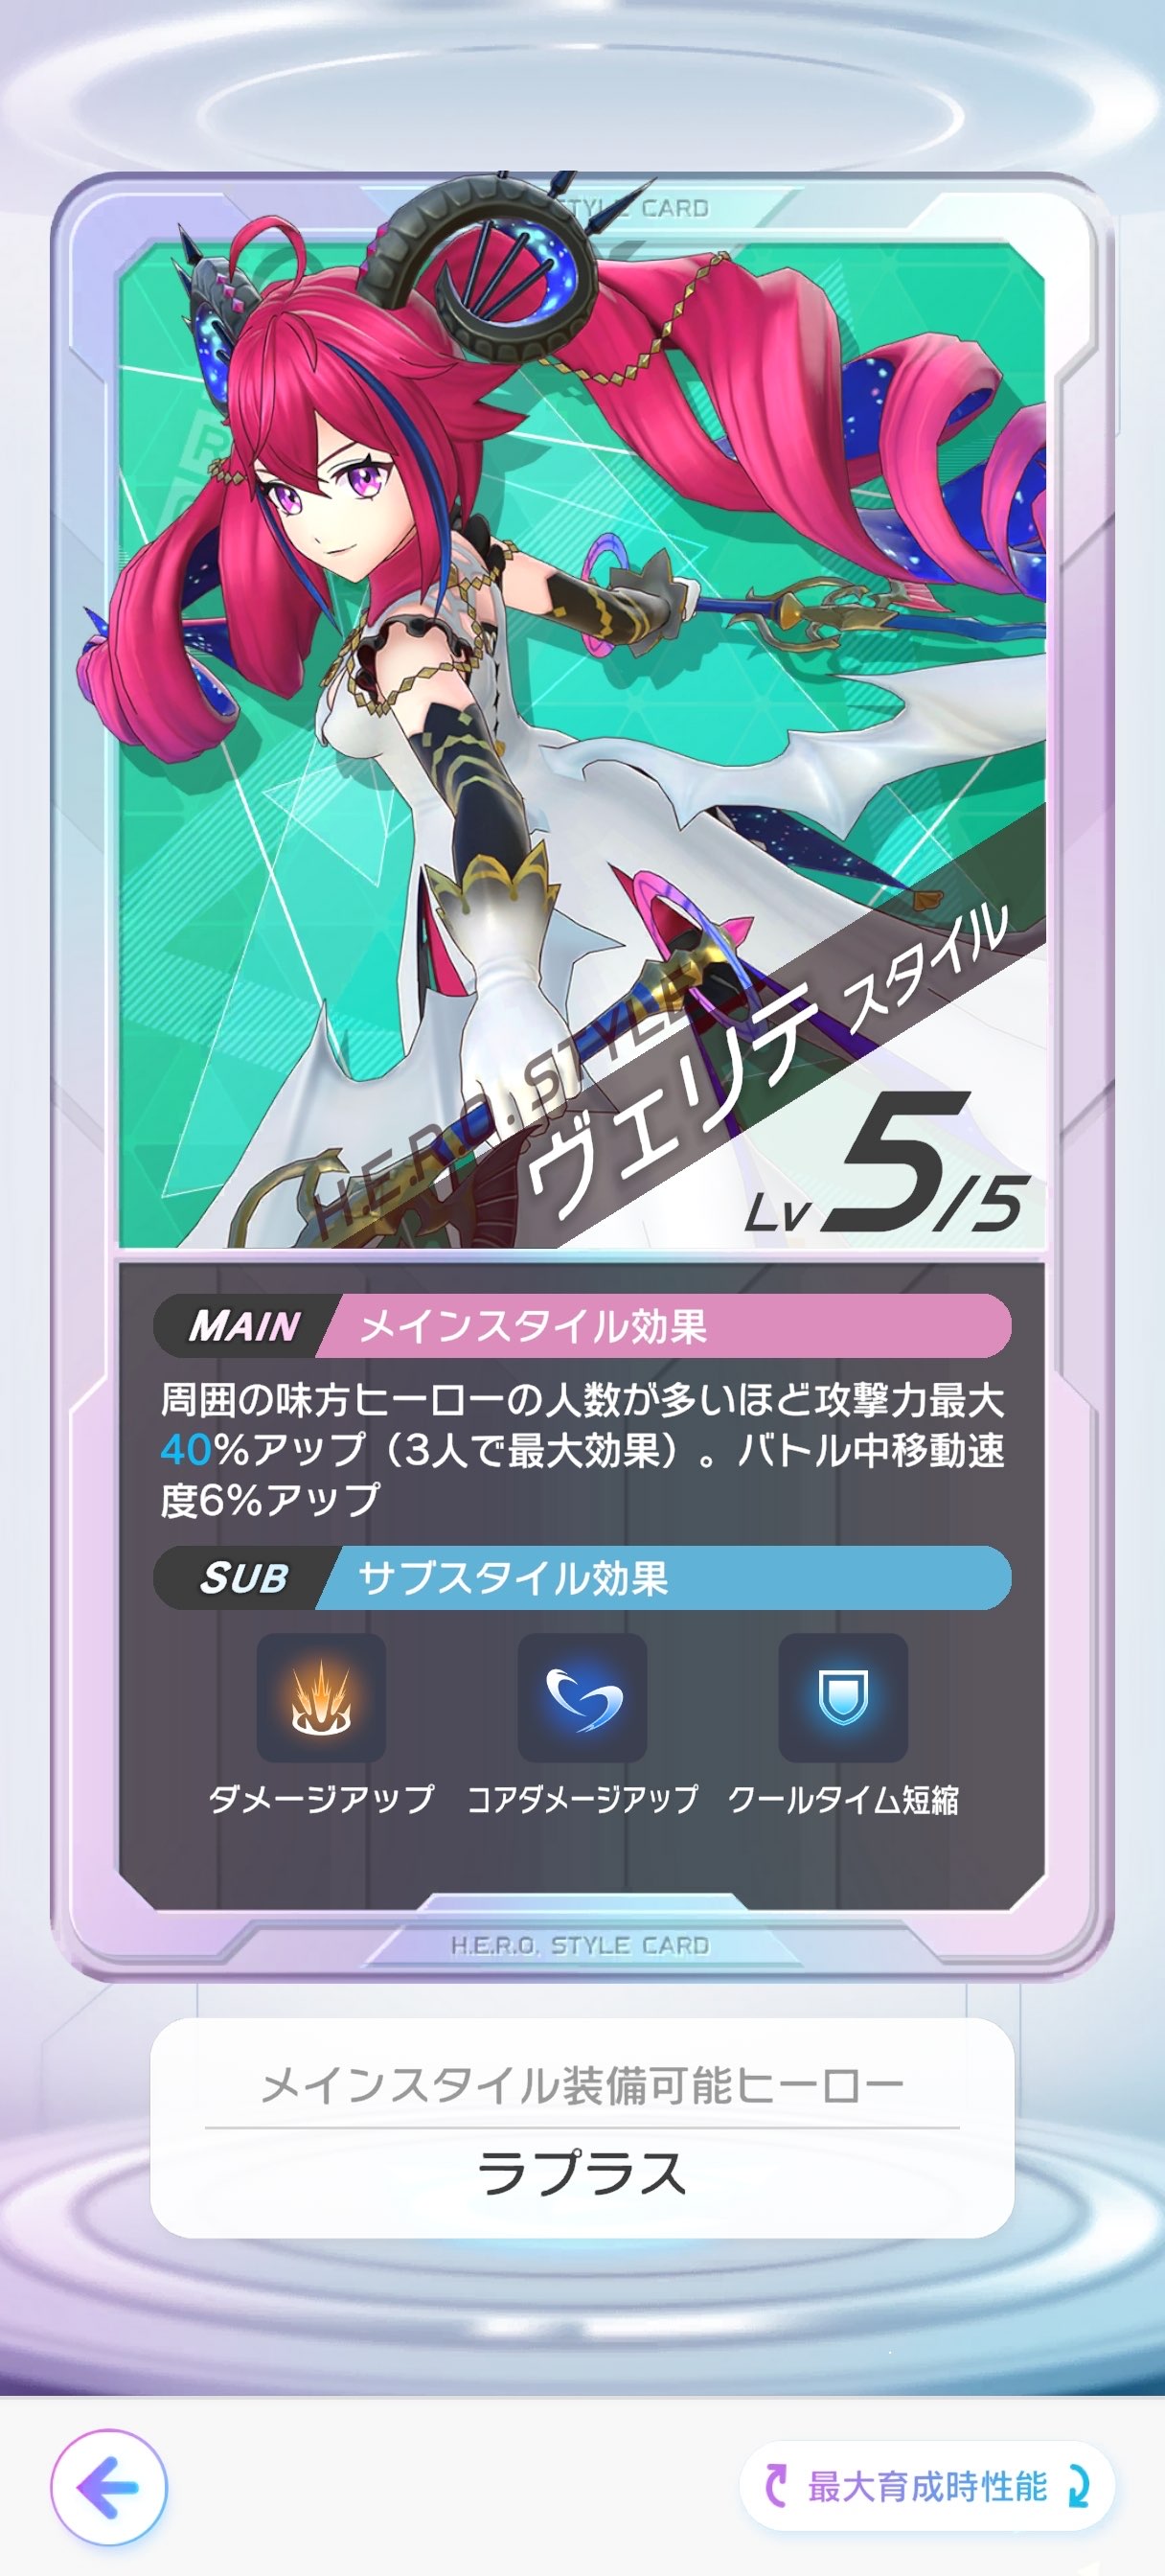 STYLE CARD
H.E.R.O. STYLE
ヴェリテ スタイル
Lv 5/5
MAIN メインスタイル効果
周囲の味方ヒーローの人数が多いほど攻撃力最大
40%アップ（3人で最大効果）。バトル中移動速
度6%アップ
SUB サブスタイル効果
ダメージアップ コアダメージアップ クールタイム短縮
H.E.R.O. STYLE CARD
メインスタイル装備可能ヒーロー
ラプラス
最大育成時性能